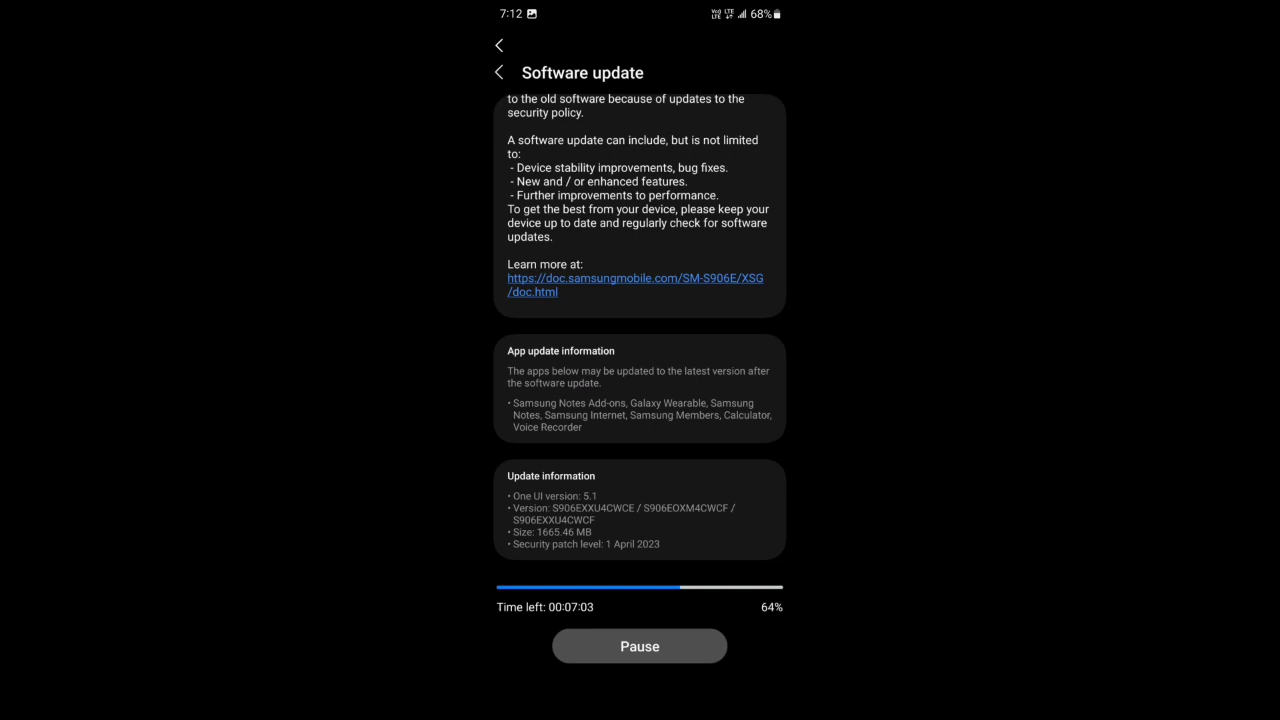 7:12
Vo) LTE LTE 68%
Software update
to the old software because of updates to the
security policy.
A software update can include, but is not limited
to:
- Device stability improvements, bug fixes.
- New and / or enhanced features.
- Further improvements to performance.
To get the best from your device, please keep your
device up to date and regularly check for software
updates.
Learn more at:
https://doc.samsungmobile.com/SM-S906E/XSG
/doc.html
App update information
The apps below may be updated to the latest version after
the software update.
• Samsung Notes Add-ons, Galaxy Wearable, Samsung
Notes, Samsung Internet, Samsung Members, Calculator,
Voice Recorder
Update information
• One UI version: 5.1
• Version: S906EXXU4CWCE / S906EOXM4CWCF /
S906EXXU4CWCF
• Size: 1665.46 MB
• Security patch level: 1 April 2023
Time left: 00:07:03
64%
Pause